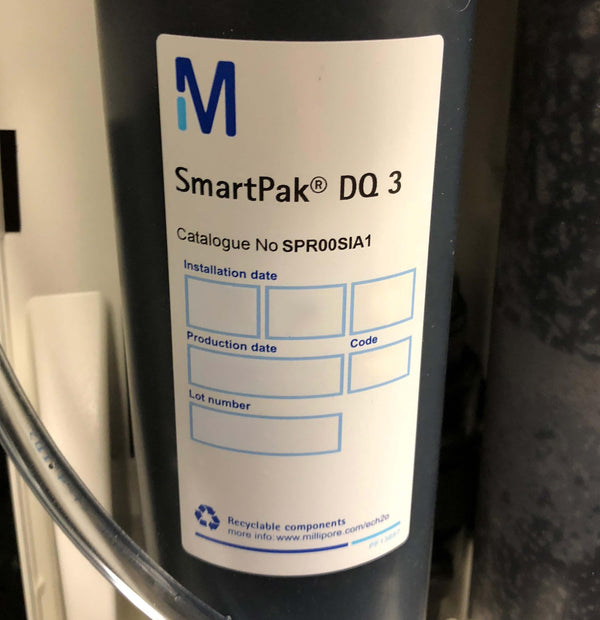 M
SmartPak® DQ 3
Catalogue No SPR00SIA1
Installation date
Production date Code
Lot number
Recyclable components
more info: www.millipore.com/ech2o